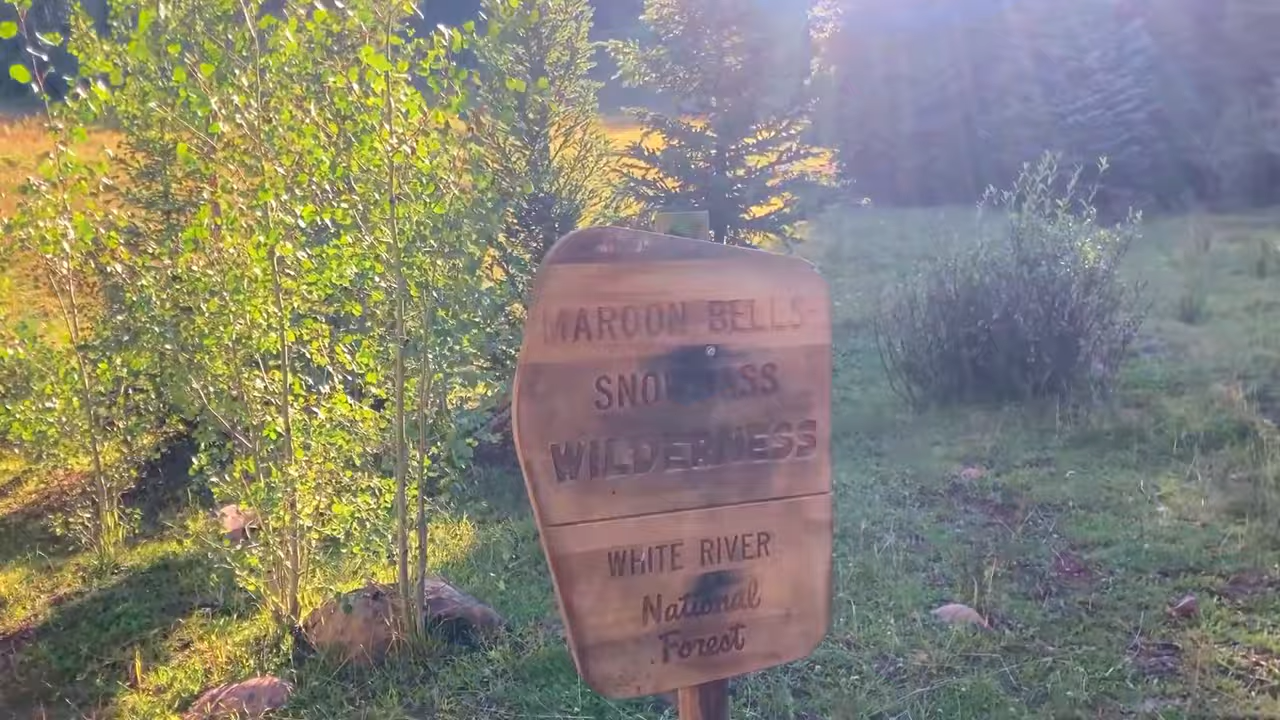 MAROON BELLS
SNOWMASS
WILDERNESS
WHITE RIVER
National
Forest